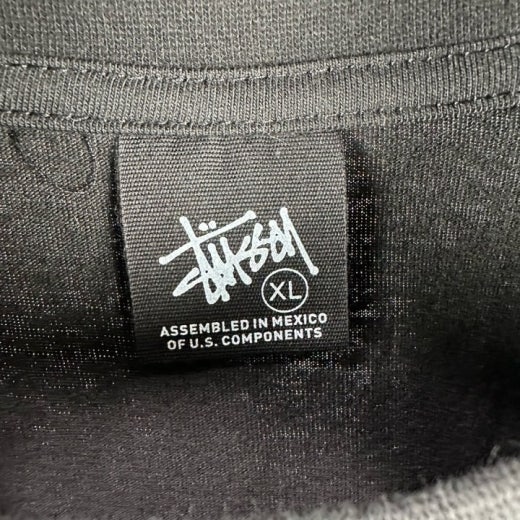 Stüssy
XL
ASSEMBLED IN MEXICO
OF U.S. COMPONENTS